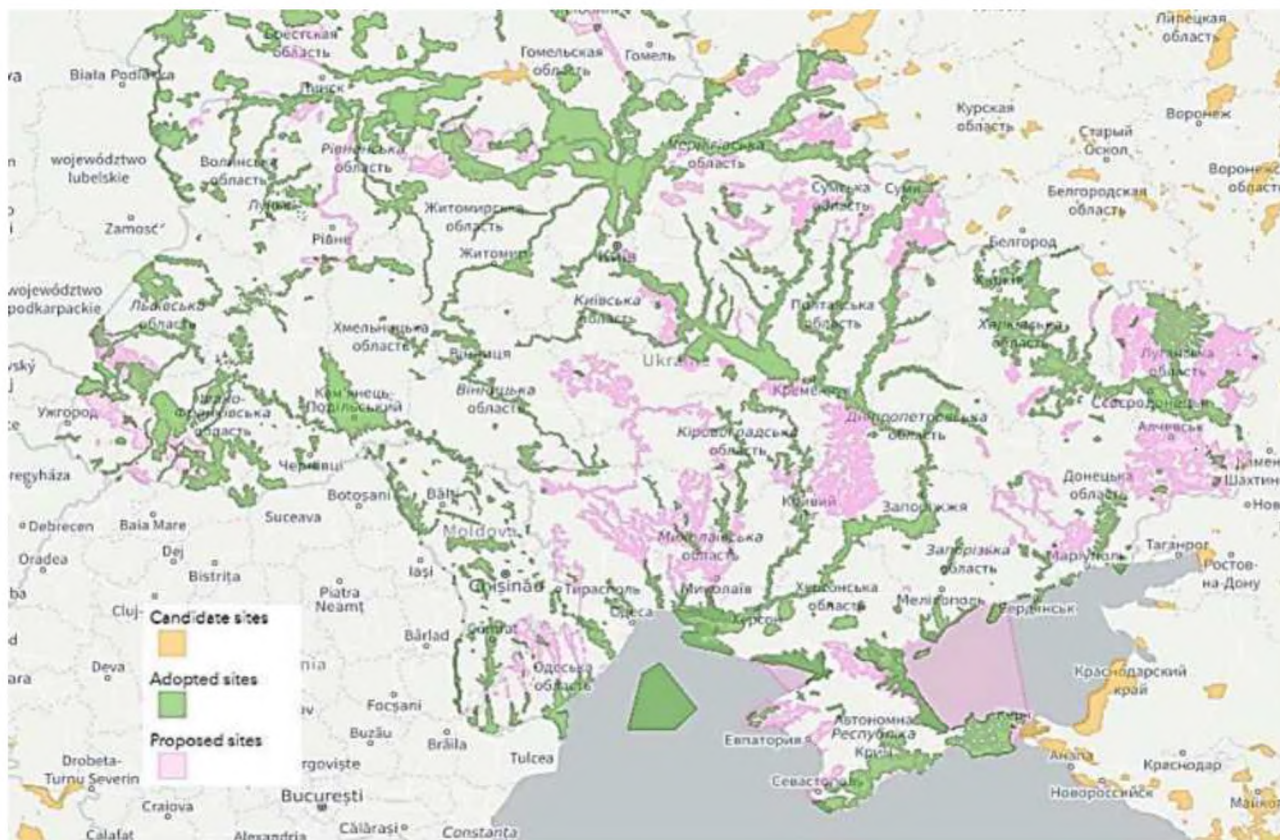 Брестская
область
Гомельская
область
Гомель
Липецкая
область
Biała Podlaska
Пинск
Курская
область
Старый
Оскол
Воронеж
województwo
lubelskie
Волинська
область
Рівненська
область
Чернігівська
область
Белгородская
область
Луцьк
Житомирська
область
Сумська
область
Суми
Zamość
Рівне
Житомир
Київ
Белгород
województwo
podkarpackie
Львівська
область
Київська
область
Полтавська
область
Харків
Харківська
область
Хмельницька
область
Вінниця
Ukraine
Луганська
область
Ужгород
Івано-
Франківська
область
Кам'янець-
Подільський
Вінницька
область
Кременчук
Дніпропетровська
область
Сєвєродонецьк
Алчевськ
Кіровоградська
область
Чернівці
Донецька
область
Шахтин
Botoșani
Bălți
Кривий
Запоріжжя
Debrecen
Baia Mare
Suceava
Moldova
Миколаївська
область
Oradea
Dej
Bistrița
Iași
Запорізька
область
Маріуполь
Таганрог
Ростов-
на-Дону
Cluj-
Piatra
Neamț
Chișinău
Тирасполь
Миколаїв
Херсонська
область
Мелітополь
Бердянськ
Одеса
Херсон
Candidate sites
Bârlad
Comrat
Deva
Adopted sites
Одеська
область
Краснодарский
край
Focșani
Proposed sites
Buzău
Brăila
Tulcea
Автономна
Республіка
Крим
Керч
Евпатория
Drobeta-
Turnu Severin
Севастополь
Анапа
Краснодар
Craiova
București
Новороссийск
Майкоп
Calafat
Alexandria
Călărași
Constanța